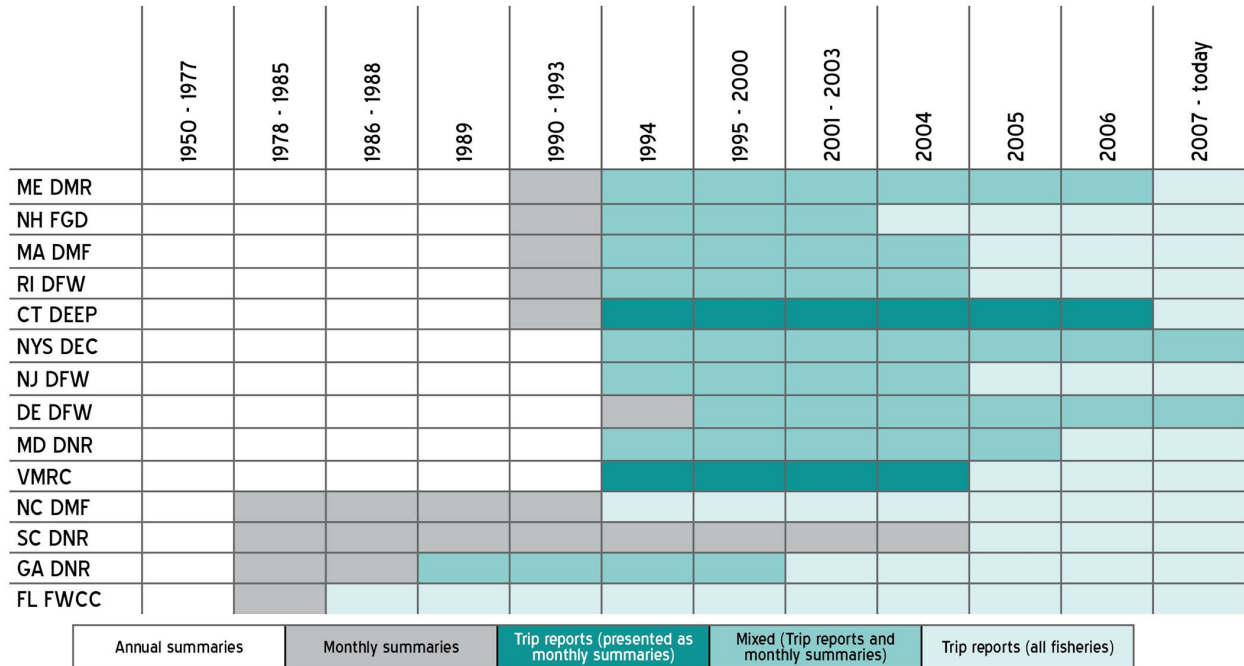 1950 - 1977
1978 - 1985
1986 - 1988
1989
1990 - 1993
1994
1995 - 2000
2001 - 2003
2004
2005
2006
2007 - today
ME DMR
NH FGD
MA DMF
RI DFW
CT DEEP
NYS DEC
NJ DFW
DE DFW
MD DNR
VMRC
NC DMF
SC DNR
GA DNR
FL FWCC
Annual summaries
Monthly summaries
Trip reports (presented as
monthly summaries)
Mixed (Trip reports and
monthly summaries)
Trip reports (all fisheries)